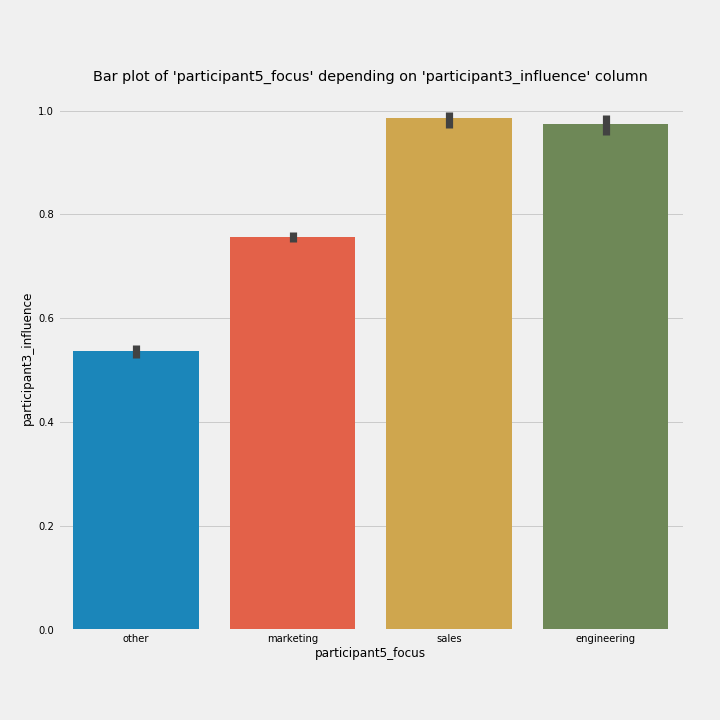 Bar plot of 'participant5_focus' depending on 'participant3_influence' column
participant3_influence
1.0
0.8
0.6
0.4
0.2
0.0
other marketing sales engineering
participant5_focus